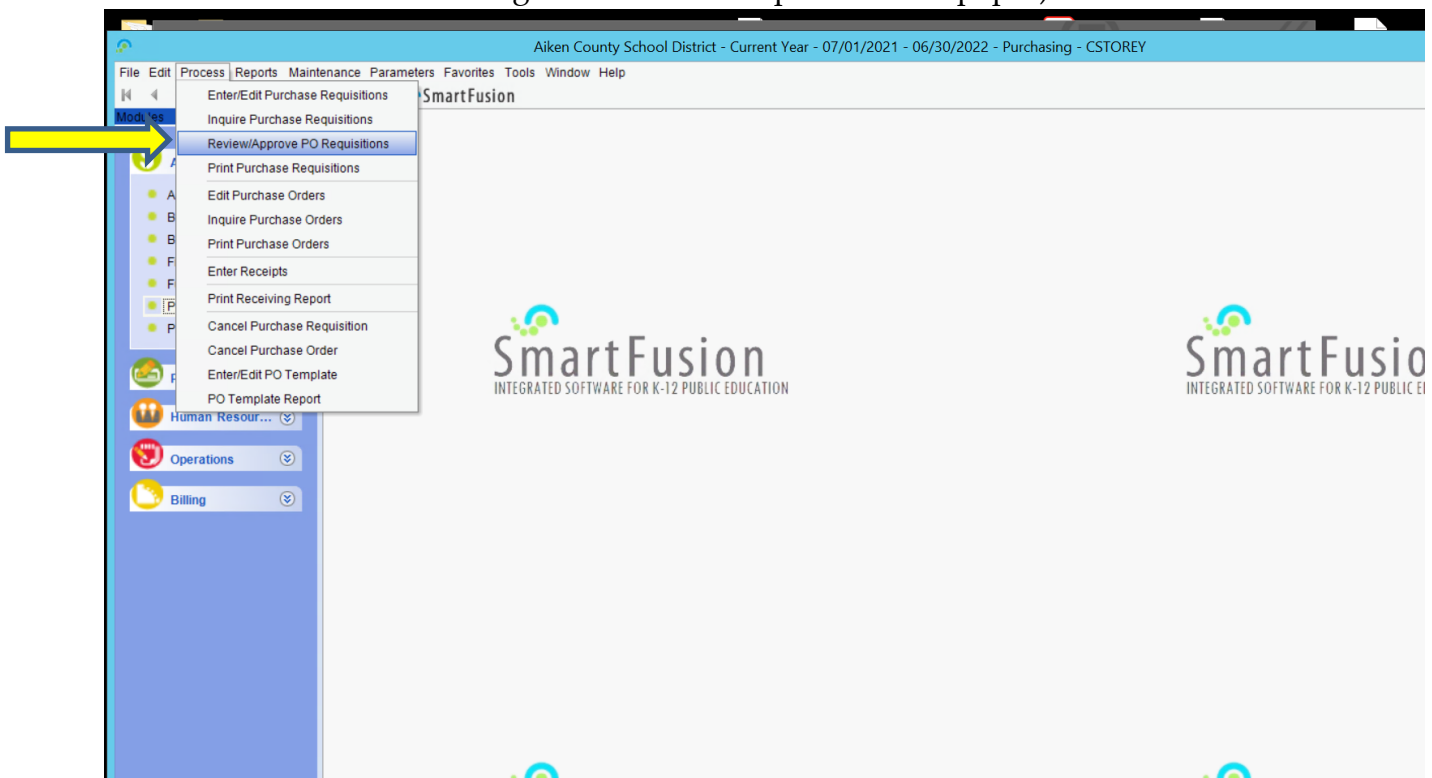 Aiken County School District - Current Year - 07/01/2021 - 06/30/2022 - Purchasing - CSTOREY
File Edit Process Reports Maintenance Parameters Favorites Tools Window Help
SmartFusion
Modules
Enter/Edit Purchase Requisitions
Inquire Purchase Requisitions
Review/Approve PO Requisitions
Print Purchase Requisitions
Edit Purchase Orders
Inquire Purchase Orders
Print Purchase Orders
Enter Receipts
Print Receiving Report
Cancel Purchase Requisition
Cancel Purchase Order
Enter/Edit PO Template
PO Template Report
A
A
B
B
F
F
P
P
Human Resour...
Operations
Billing
SmartFusion
INTEGRATED SOFTWARE FOR K-12 PUBLIC EDUCATION
SmartFusio
INTEGRATED SOFTWARE FOR K-12 PUBLIC E